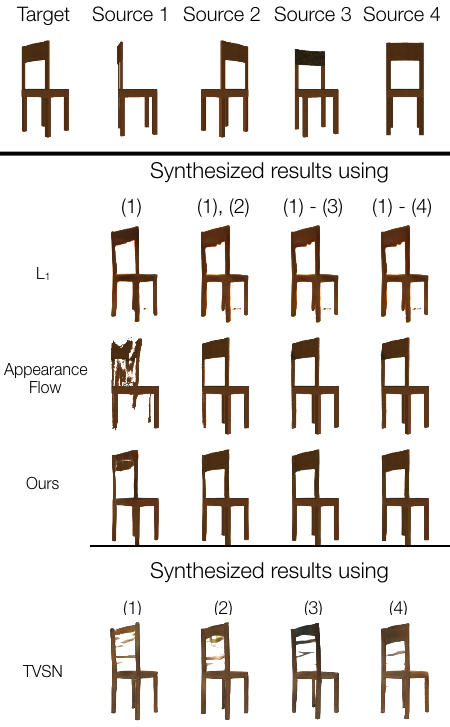 Target Source 1 Source 2 Source 3 Source 4
Synthesized results using
(1) (1), (2) (1) - (3) (1) - (4)
L₁
Appearance
Flow
Ours
Synthesized results using
(1) (2) (3) (4)
TVSN